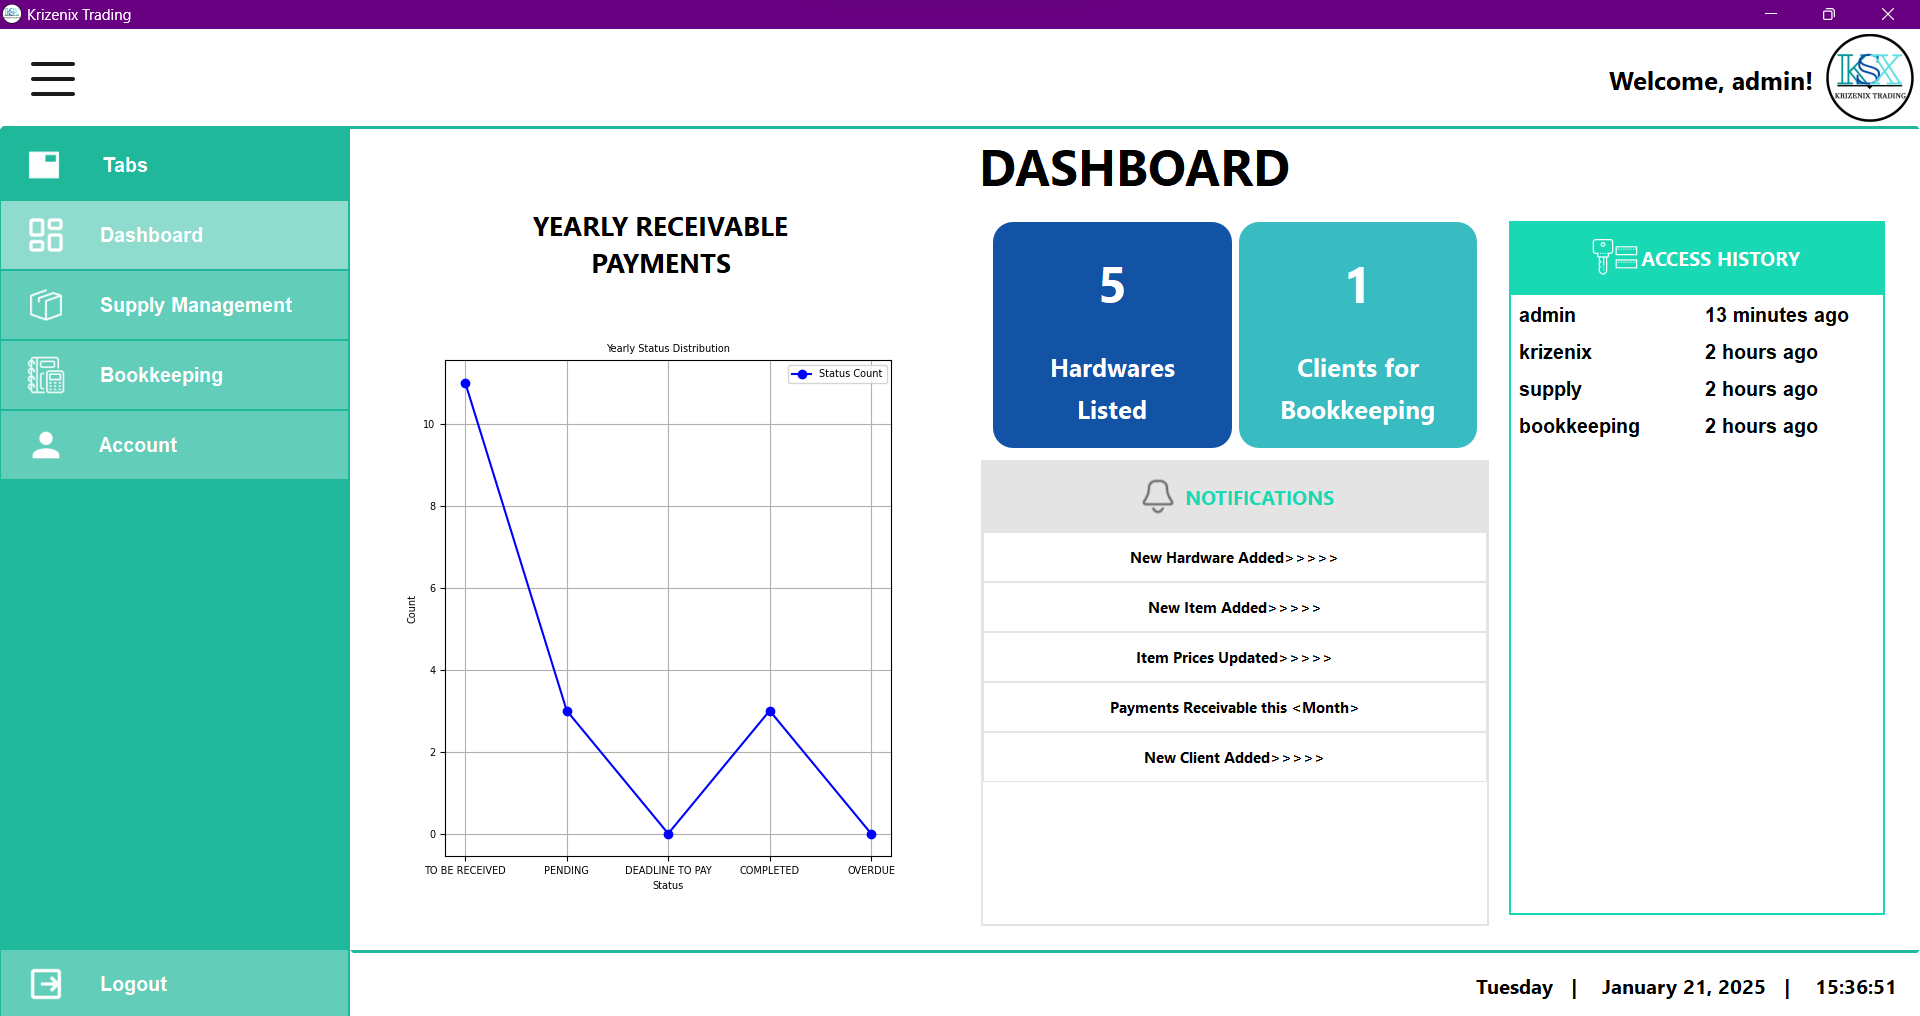 Krizenix Trading
Welcome, admin!
KSX
KRIZENIX TRADING
Tabs
Dashboard
Supply Management
Bookkeeping
Account
Logout
DASHBOARD
YEARLY RECEIVABLE
PAYMENTS
Yearly Status Distribution
Status Count
10
8
6
4
2
0
Count
TO BE RECEIVED
PENDING
DEADLINE TO PAY
COMPLETED
OVERDUE
Status
5
Hardwares
Listed
1
Clients for
Bookkeeping
NOTIFICATIONS
New Hardware Added>>>>>
New Item Added>>>>>
Item Prices Updated>>>>>
Payments Receivable this <Month>
New Client Added>>>>>
ACCESS HISTORY
admin 13 minutes ago
krizenix 2 hours ago
supply 2 hours ago
bookkeeping 2 hours ago
Tuesday | January 21, 2025 | 15:36:51